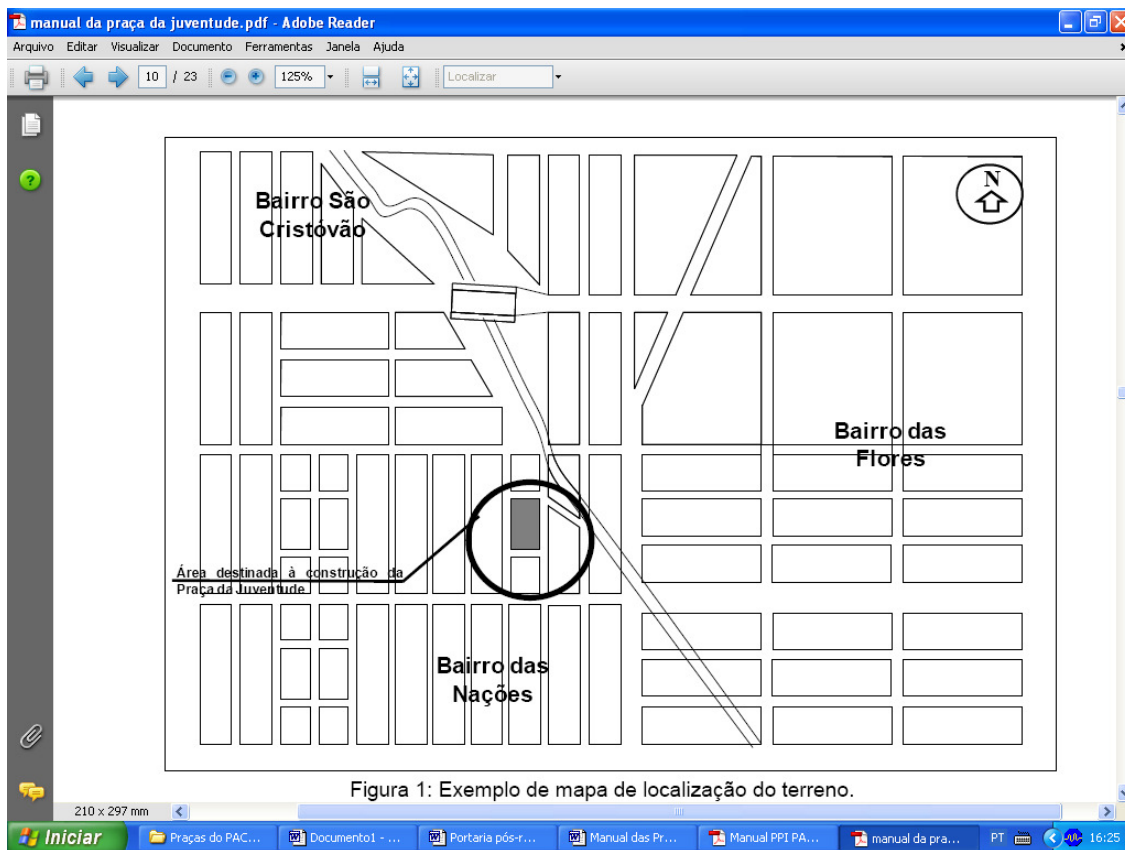 manual da praça da juventude.pdf - Adobe Reader
Arquivo Editar Visualizar Documento Ferramentas Janela Ajuda
10 / 23 125% Localizar
Bairro São
Cristóvão
N
Bairro das
Flores
Área destinada à construção da
Praça da Juventude
Bairro das
Nações
Figura 1: Exemplo de mapa de localização do terreno.
210 x 297 mm
Iniciar Praças do PAC... Documento1 - ... Portaria pós-r... Manual das Pr... Manual PPI PA... manual da pra... PT 16:25